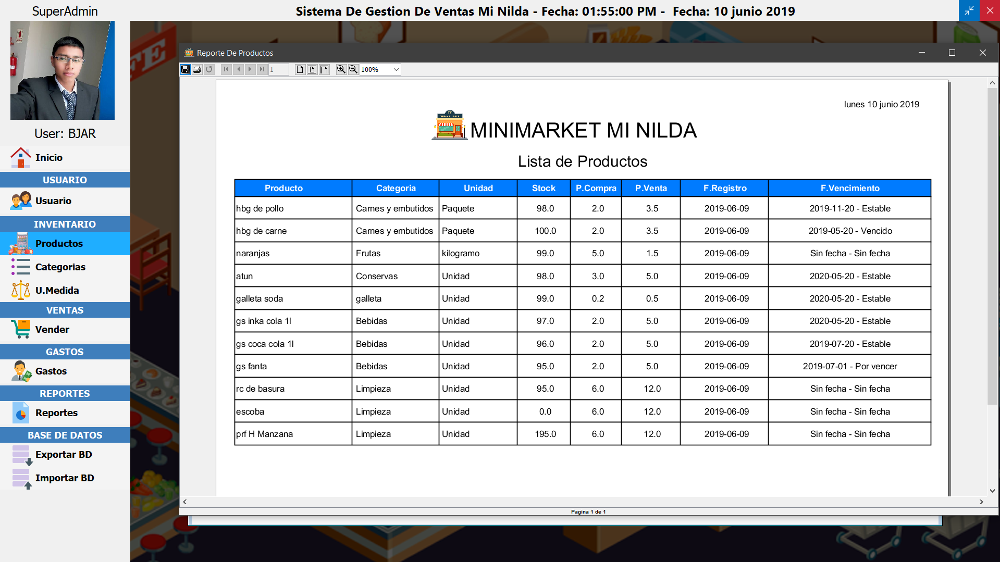 SuperAdmin
Sistema De Gestion De Ventas Mi Nilda - Fecha: 01:55:00 PM - Fecha: 10 junio 2019
User: BJAR
Inicio
USUARIO
Usuario
INVENTARIO
Productos
Categorias
U.Medida
VENTAS
Vender
GASTOS
Gastos
REPORTES
Reportes
BASE DE DATOS
Exportar BD
Importar BD
Reporte De Productos
1 100%
lunes 10 junio 2019
MINIMARKET MI NILDA
Lista de Productos
Producto Categoria Unidad Stock P.Compra P.Venta F.Registro F.Vencimiento
hbg de pollo Carnes y embutidos Paquete 98.0 2.0 3.5 2019-06-09 2019-11-20 - Estable
hbg de carne Carnes y embutidos Paquete 100.0 2.0 3.5 2019-06-09 2019-05-20 - Vencido
naranjas Frutas kilogramo 99.0 5.0 1.5 2019-06-09 Sin fecha - Sin fecha
atun Conservas Unidad 98.0 3.0 5.0 2019-06-09 2020-05-20 - Estable
galleta soda galleta Unidad 99.0 0.2 0.5 2019-06-09 2020-05-20 - Estable
gs inka cola 1l Bebidas Unidad 97.0 2.0 5.0 2019-06-09 2020-05-20 - Estable
gs coca cola 1l Bebidas Unidad 96.0 2.0 5.0 2019-06-09 2019-07-20 - Estable
gs fanta Bebidas Unidad 95.0 2.0 5.0 2019-06-09 2019-07-01 - Por vencer
rc de basura Limpieza Unidad 95.0 6.0 12.0 2019-06-09 Sin fecha - Sin fecha
escoba Limpieza Unidad 0.0 6.0 12.0 2019-06-09 Sin fecha - Sin fecha
prf H Manzana Limpieza Unidad 195.0 6.0 12.0 2019-06-09 Sin fecha - Sin fecha
Pagina 1 de 1